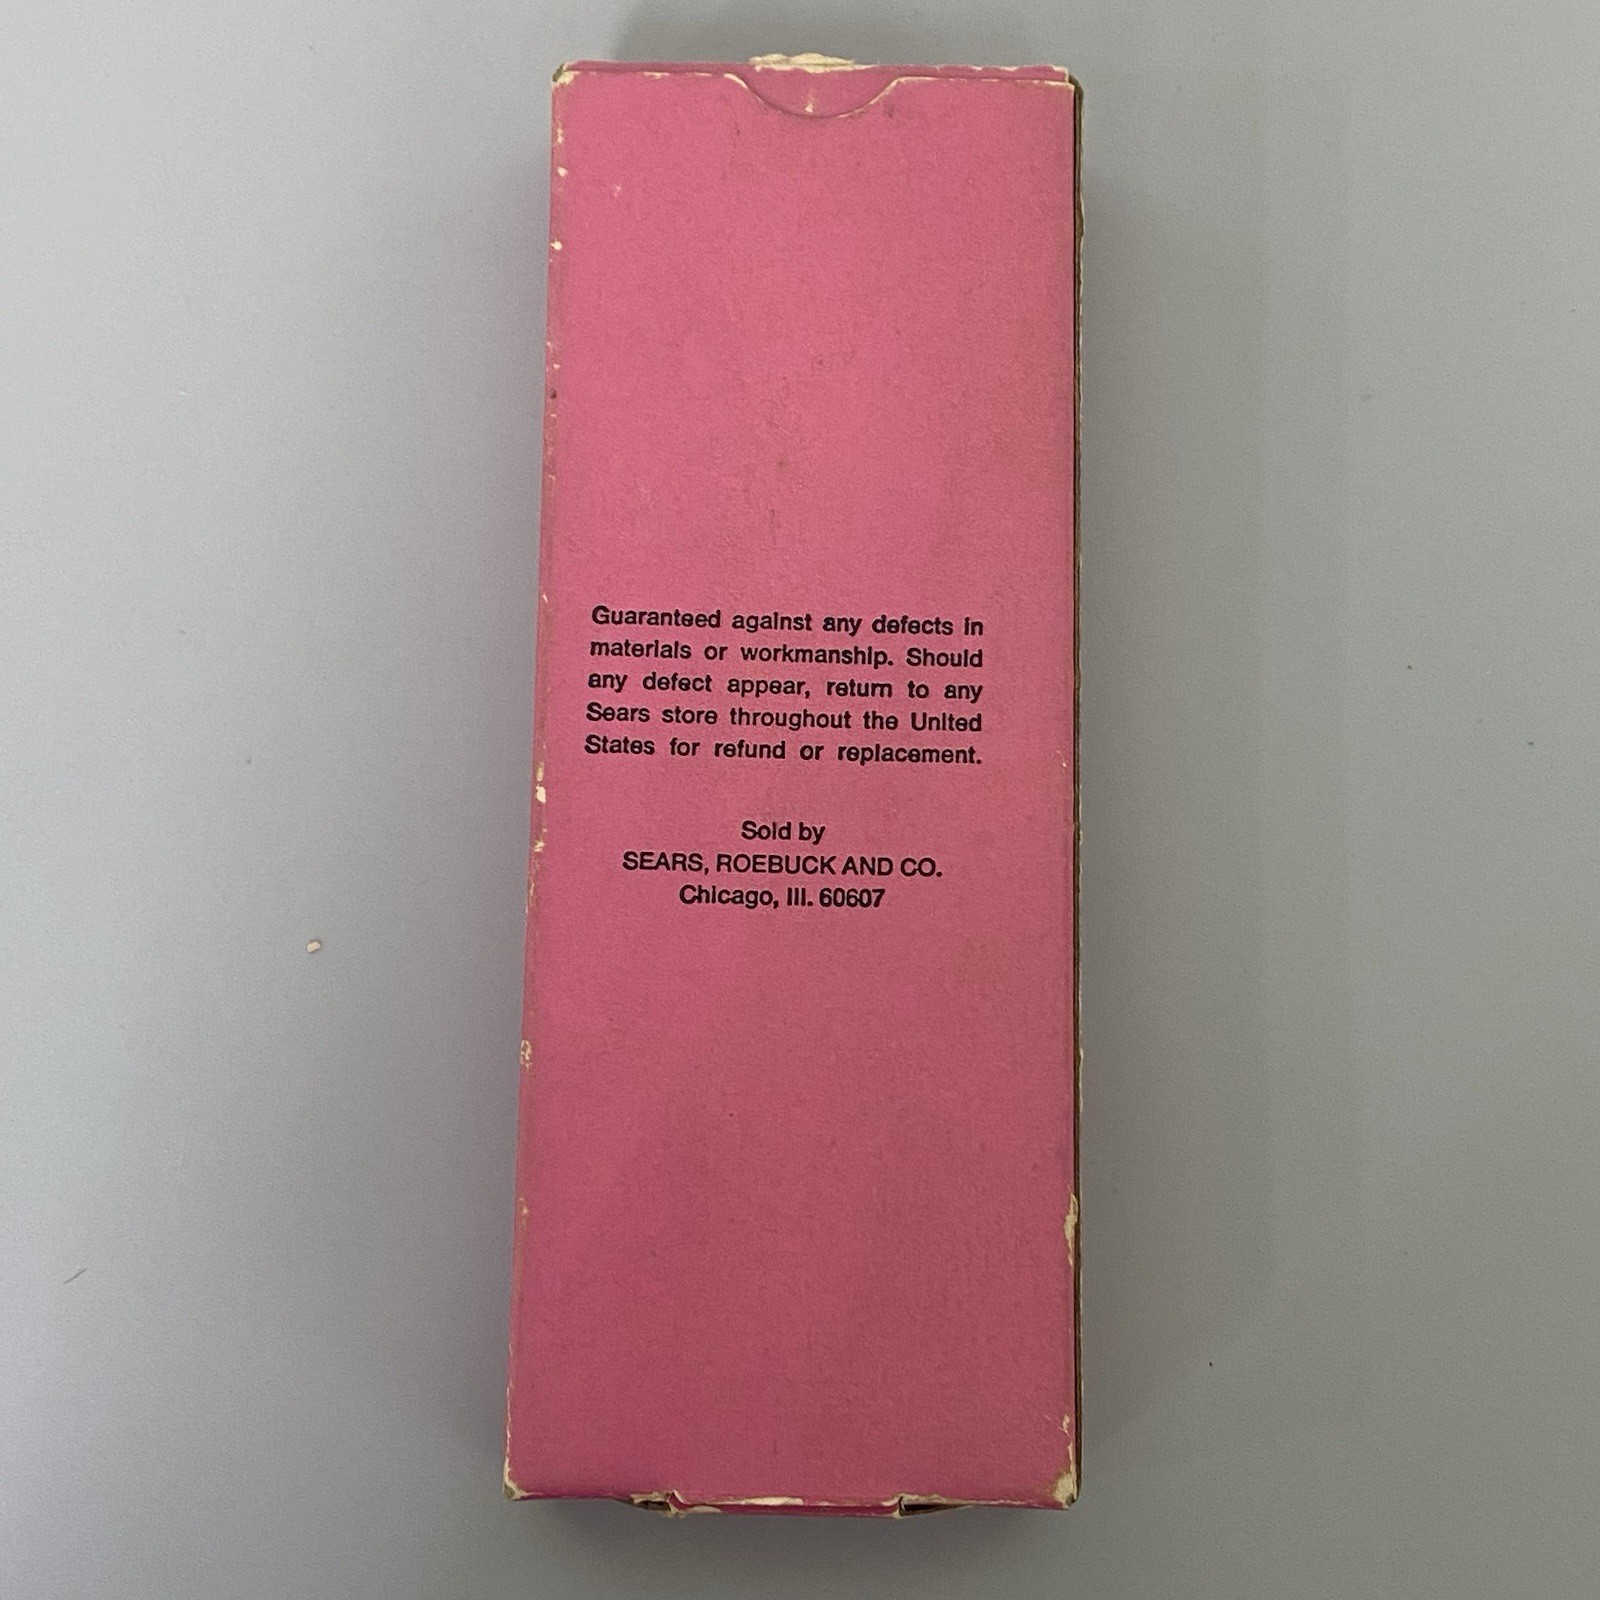 Guaranteed against any defects in
materials or workmanship. Should
any defect appear, return to any
Sears store throughout the United
States for refund or replacement.
Sold by
SEARS, ROEBUCK AND CO.
Chicago, Ill. 60607